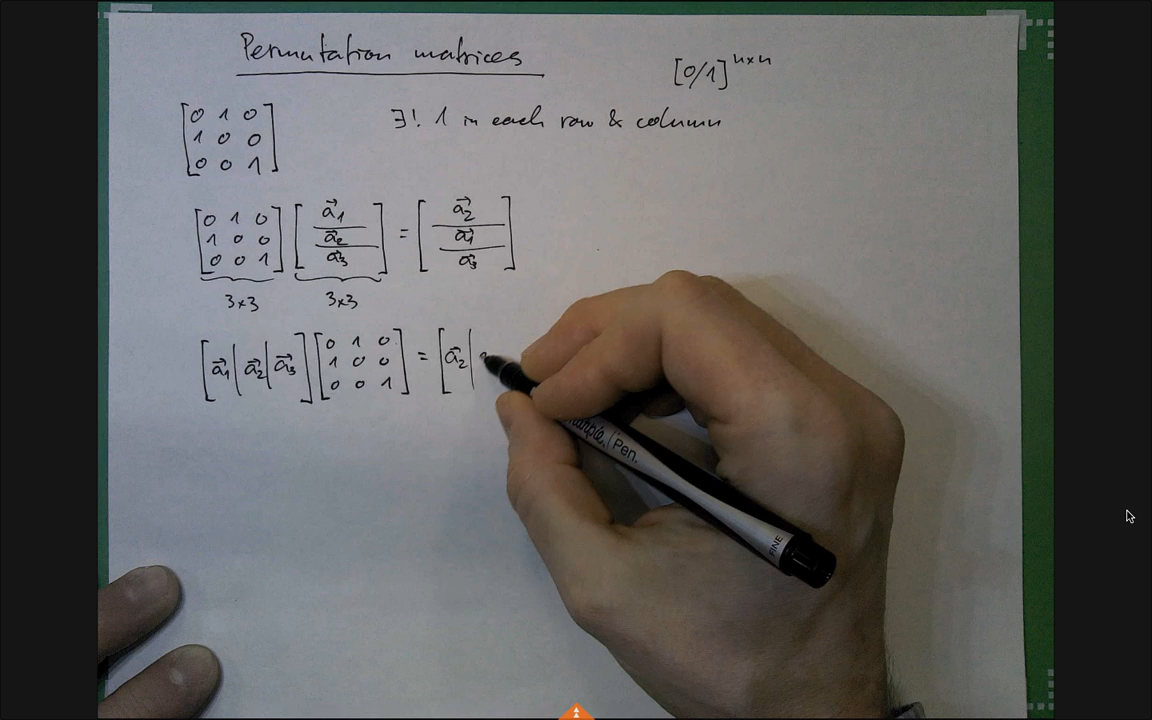 Permutation matrices
[0/1]^{n×n}
[0 1 0
1 0 0
0 0 1]
∃! 1 in each row & column
[0 1 0
1 0 0
0 0 1] [a⃗1
a⃗2
a⃗3] = [a⃗2
a⃗1
a⃗3]
3×3 3×3
[a⃗1 | a⃗2 | a⃗3] [0 1 0
1 0 0
0 0 1] = [a⃗2 |
Pen.
FINE